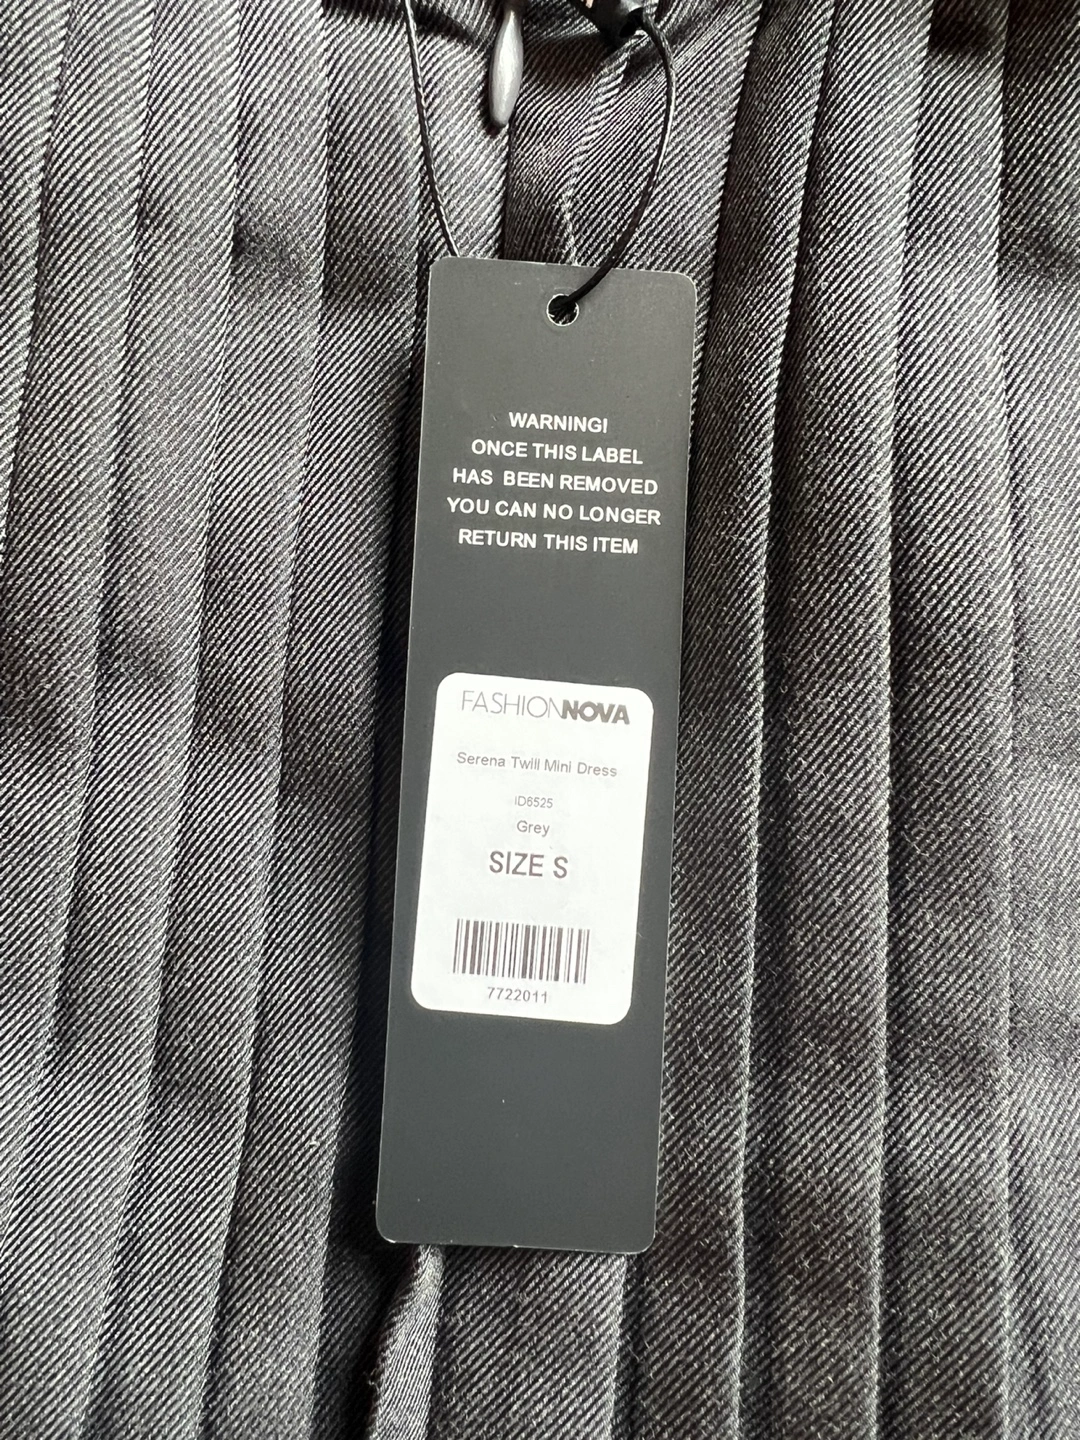 WARNING!
ONCE THIS LABEL
HAS BEEN REMOVED
YOU CAN NO LONGER
RETURN THIS ITEM
FASHIONNOVA
Serena Twill Mini Dress
ID6525
Grey
SIZE S
7722011